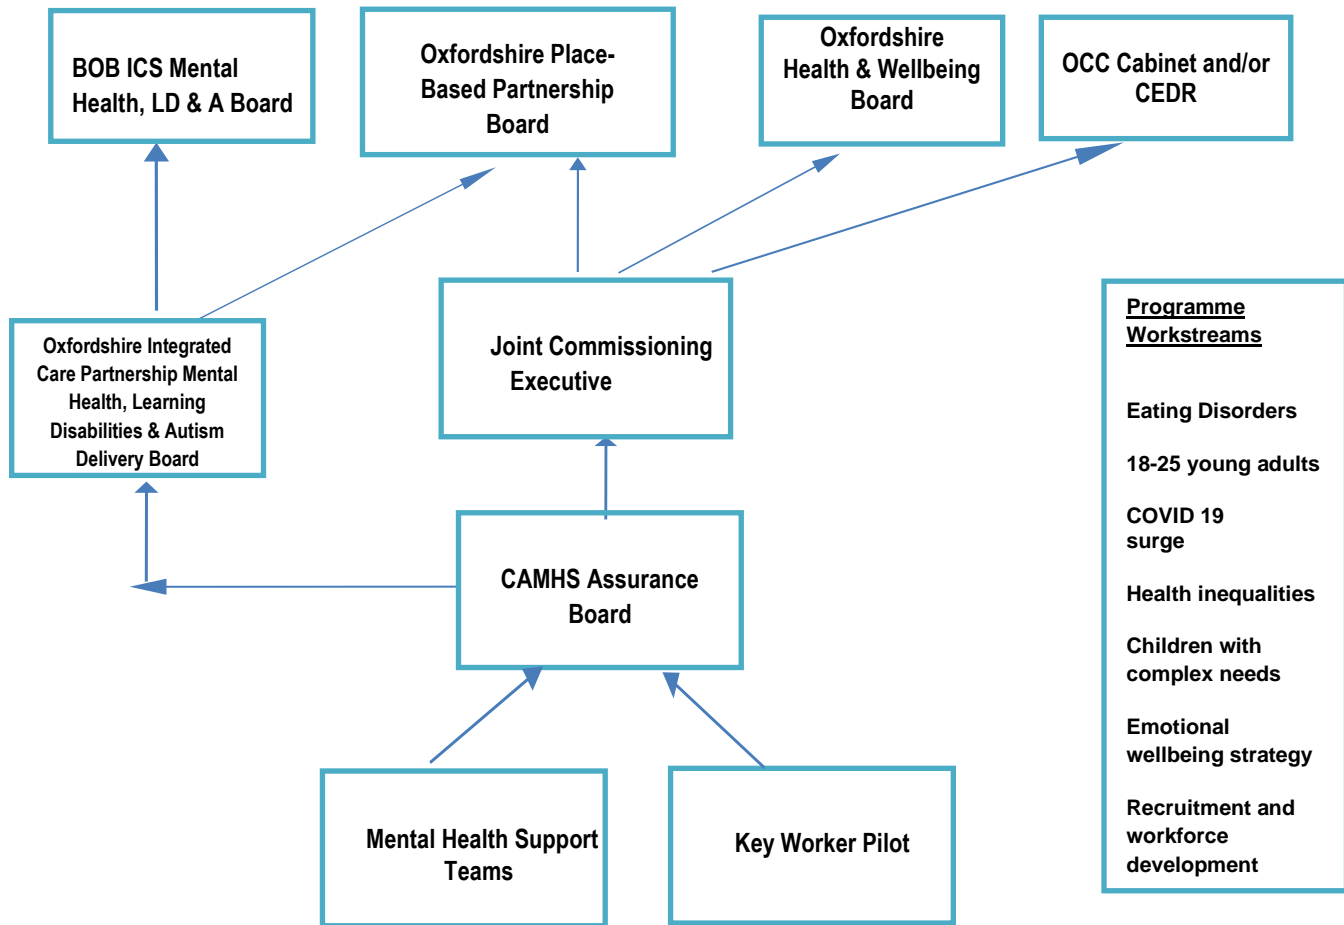 BOB ICS Mental
Health, LD & A Board
Oxfordshire Place-
Based Partnership
Board
Oxfordshire
Health & Wellbeing
Board
OCC Cabinet and/or
CEDR
Oxfordshire Integrated
Care Partnership Mental
Health, Learning
Disabilities & Autism
Delivery Board
Joint Commissioning
Executive
CAMHS Assurance
Board
Mental Health Support
Teams
Key Worker Pilot
Programme
Workstreams
Eating Disorders
18-25 young adults
COVID 19
surge
Health inequalities
Children with
complex needs
Emotional
wellbeing strategy
Recruitment and
workforce
development